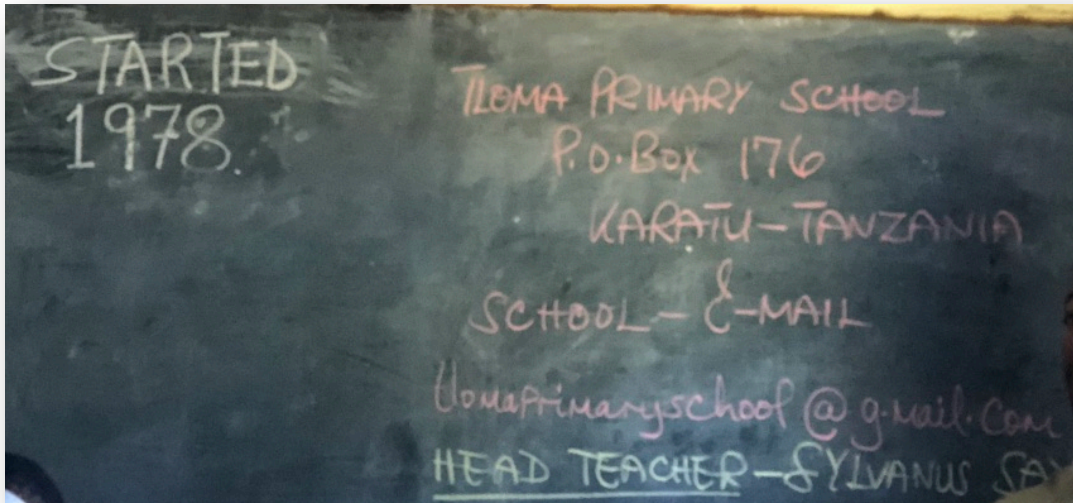 STARTED
1978.
TLOMA PRIMARY SCHOOL
P.O.Box 176
KARATU-TANZANIA
SCHOOL-E-MAIL
tlomaprimaryschool@g.mail.com
HEAD TEACHER-SYLVANUS